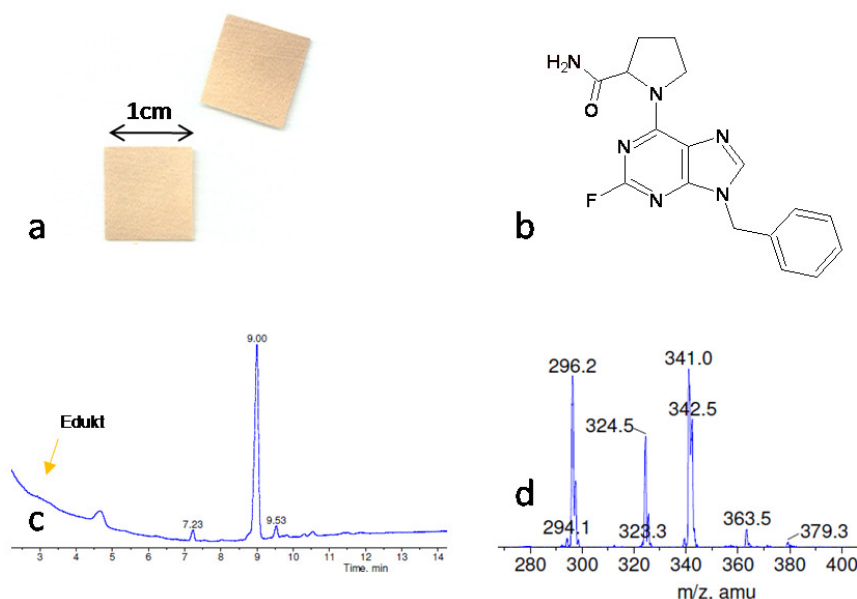 1cm
a
H₂N
O
N
N
N
N
N
F
b
9.00
Edukt
7.23
9.53
c
3 4 5 6 7 8 9 10 11 12 13 14
Time. min
341.0
296.2
342.5
324.5
d
294.1
323.3
363.5
379.3
280 300 320 340 360 380 400
m/z, amu